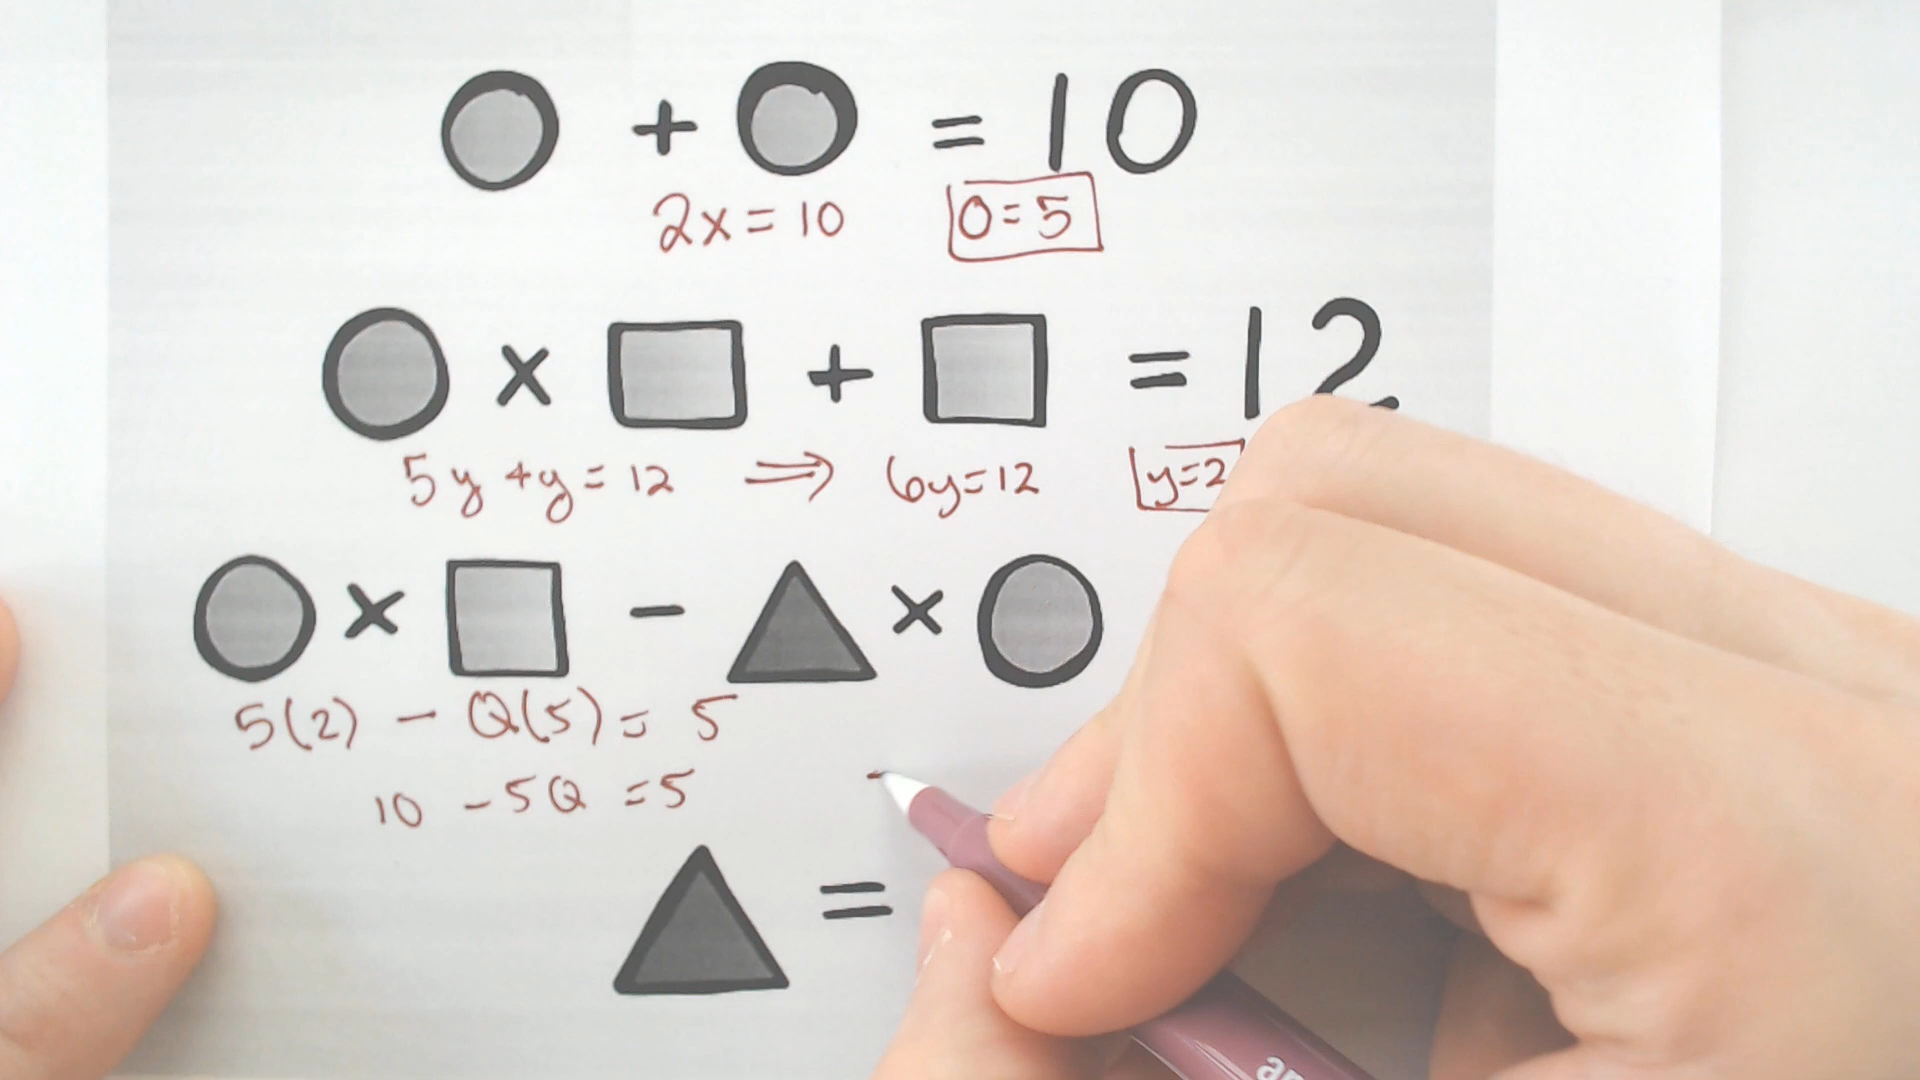 + = 10
2x = 10 O = 5
× + = 12
5y + y = 12 ⟹ 6y = 12 y = 2
× − ×
5(2) − Q(5) = 5
10 − 5Q = 5
=